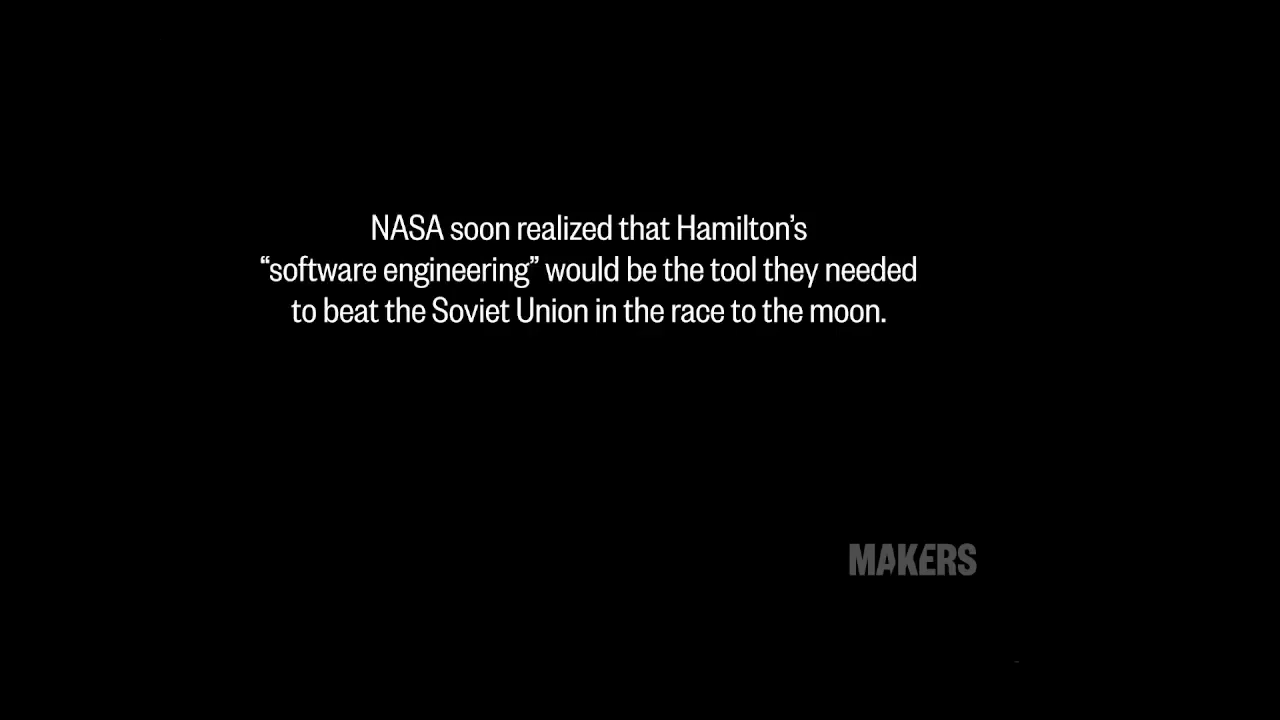 NASA soon realized that Hamilton’s
“software engineering” would be the tool they needed
to beat the Soviet Union in the race to the moon.
MAKERS